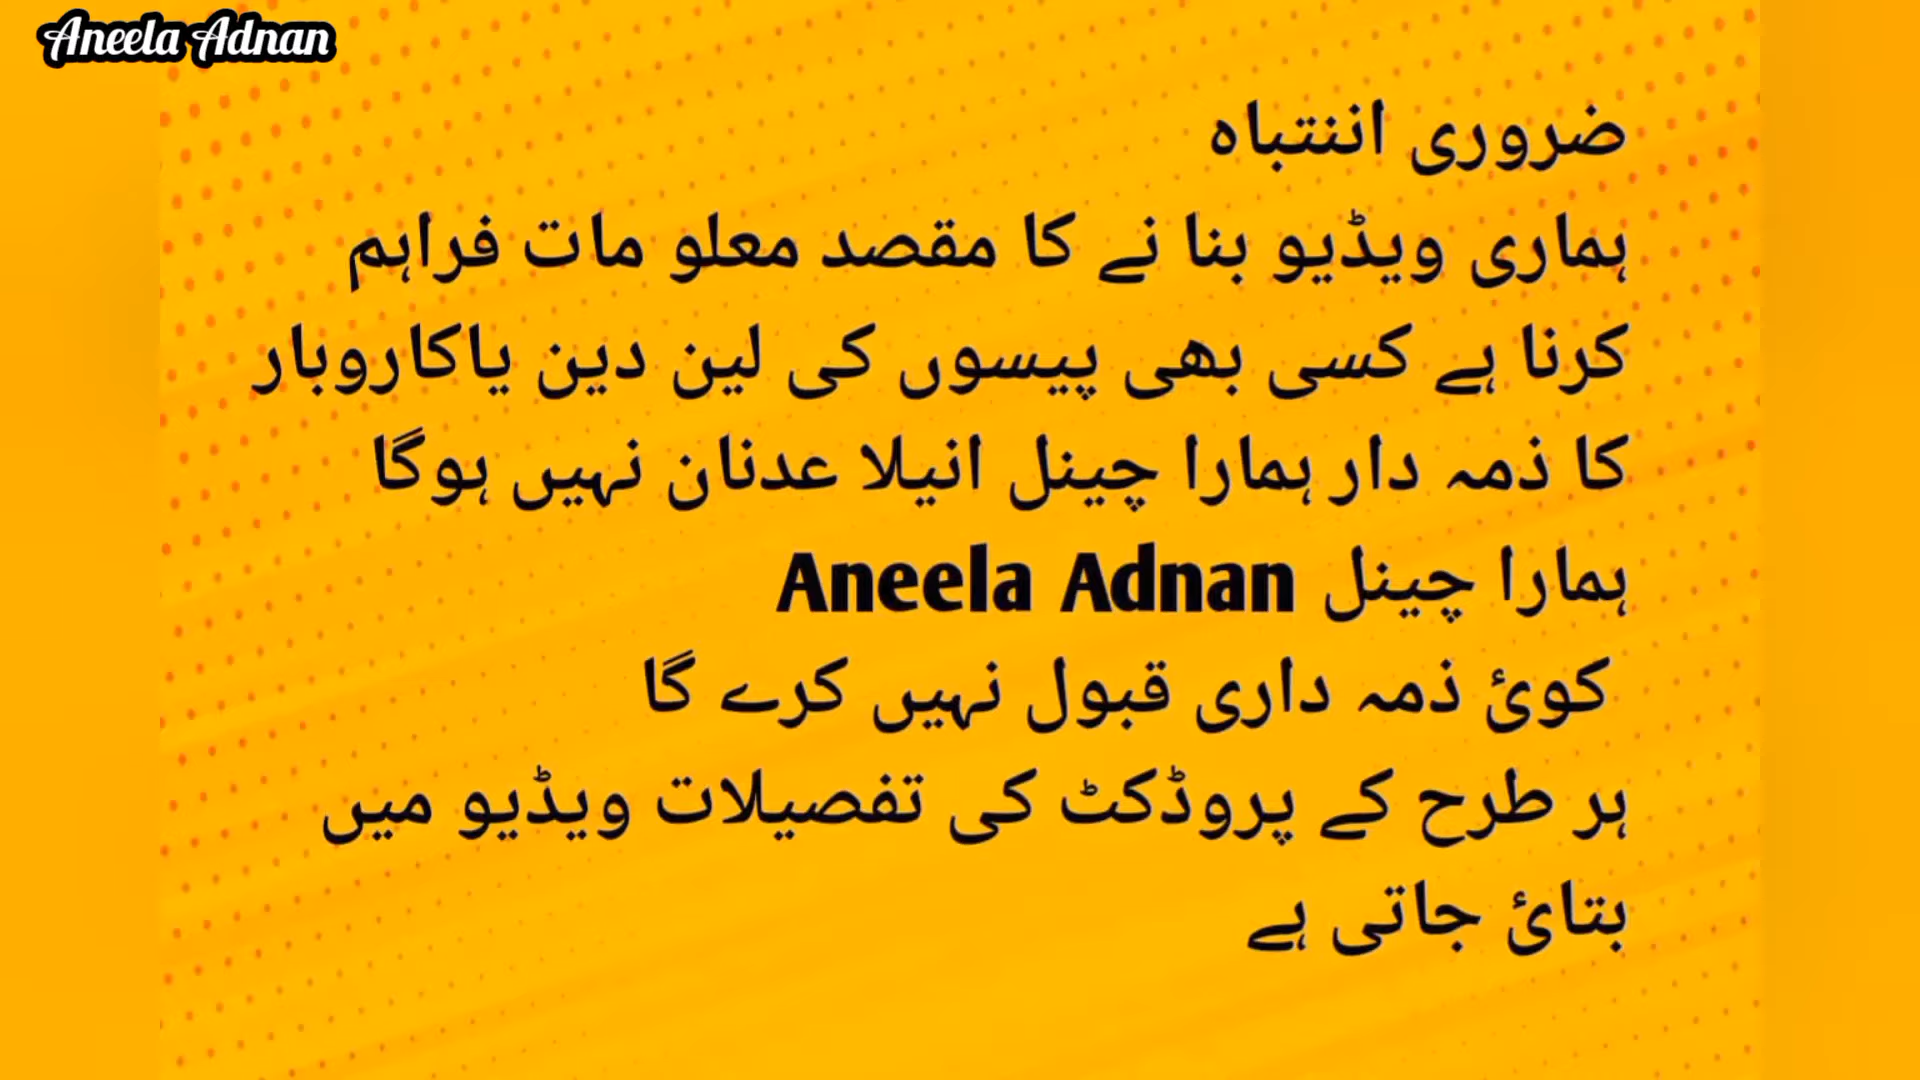 Aneela Adnan
ضروری اننتباہ
ہماری ویڈیو بنا نے کا مقصد معلو مات فراہم
کرنا ہے کسی بھی پیسوں کی لین دین یاکاروبار
کا ذمہ دار ہمارا چینل انیلا عدنان نہیں ہوگا
ہمارا چینل Aneela Adnan
کوئ ذمہ داری قبول نہیں کرے گا
ہر طرح کے پروڈکٹ کی تفصیلات ویڈیو میں
بتائ جاتی ہے